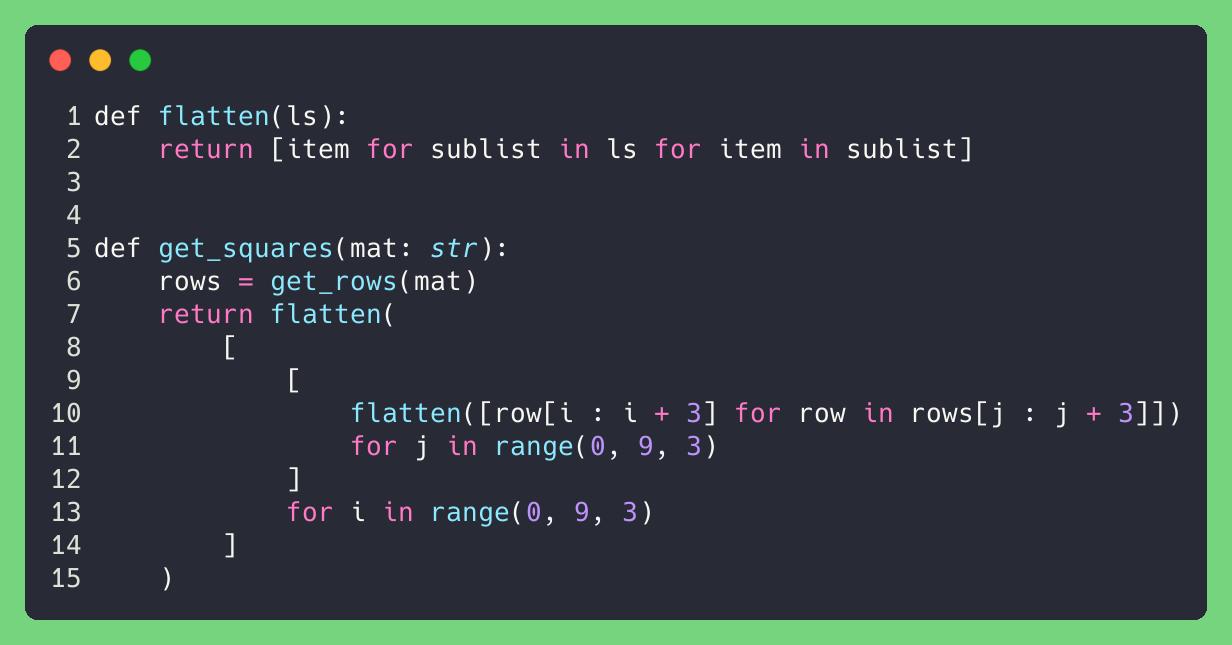 1 def flatten(ls):
2     return [item for sublist in ls for item in sublist]
3
4
5 def get_squares(mat: str):
6     rows = get_rows(mat)
7     return flatten(
8         [
9             [
10                 flatten([row[i : i + 3] for row in rows[j : j + 3]])
11                 for j in range(0, 9, 3)
12             ]
13             for i in range(0, 9, 3)
14         ]
15     )